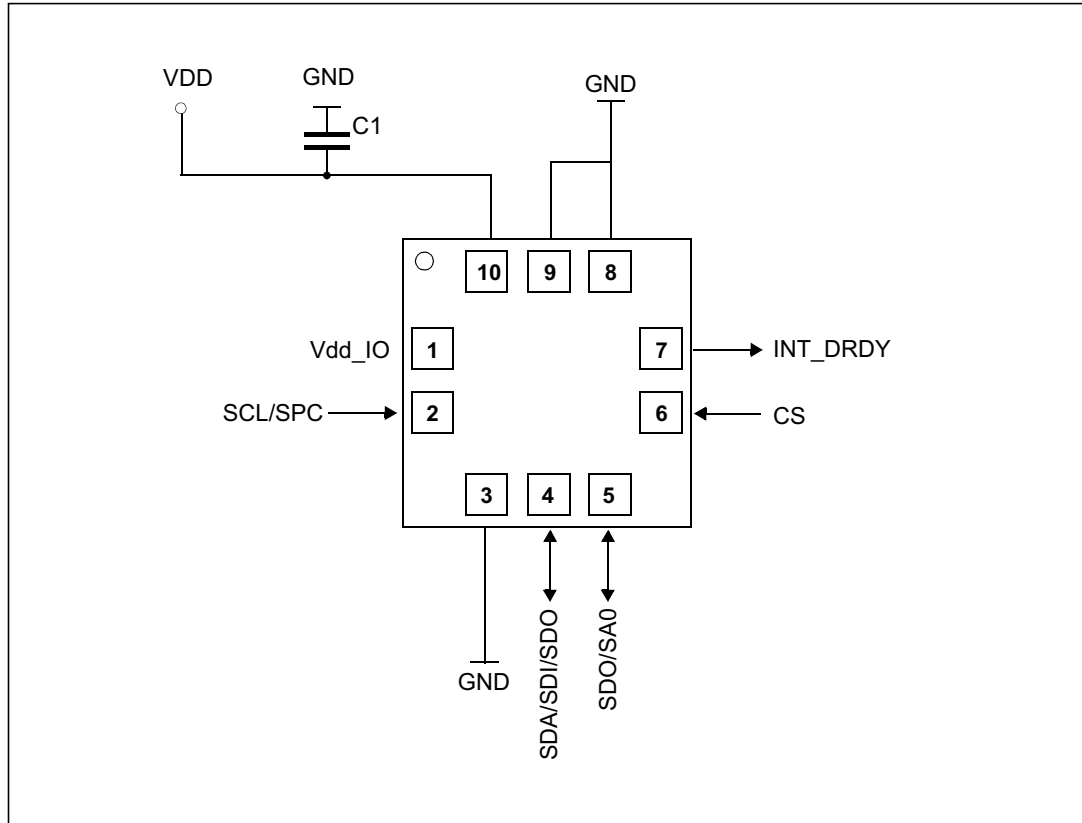 VDD
GND
GND
C1
10
9
8
Vdd_IO
1
7
INT_DRDY
SCL/SPC
2
6
CS
3
4
5
GND
SDA/SDI/SDO
SDO/SA0